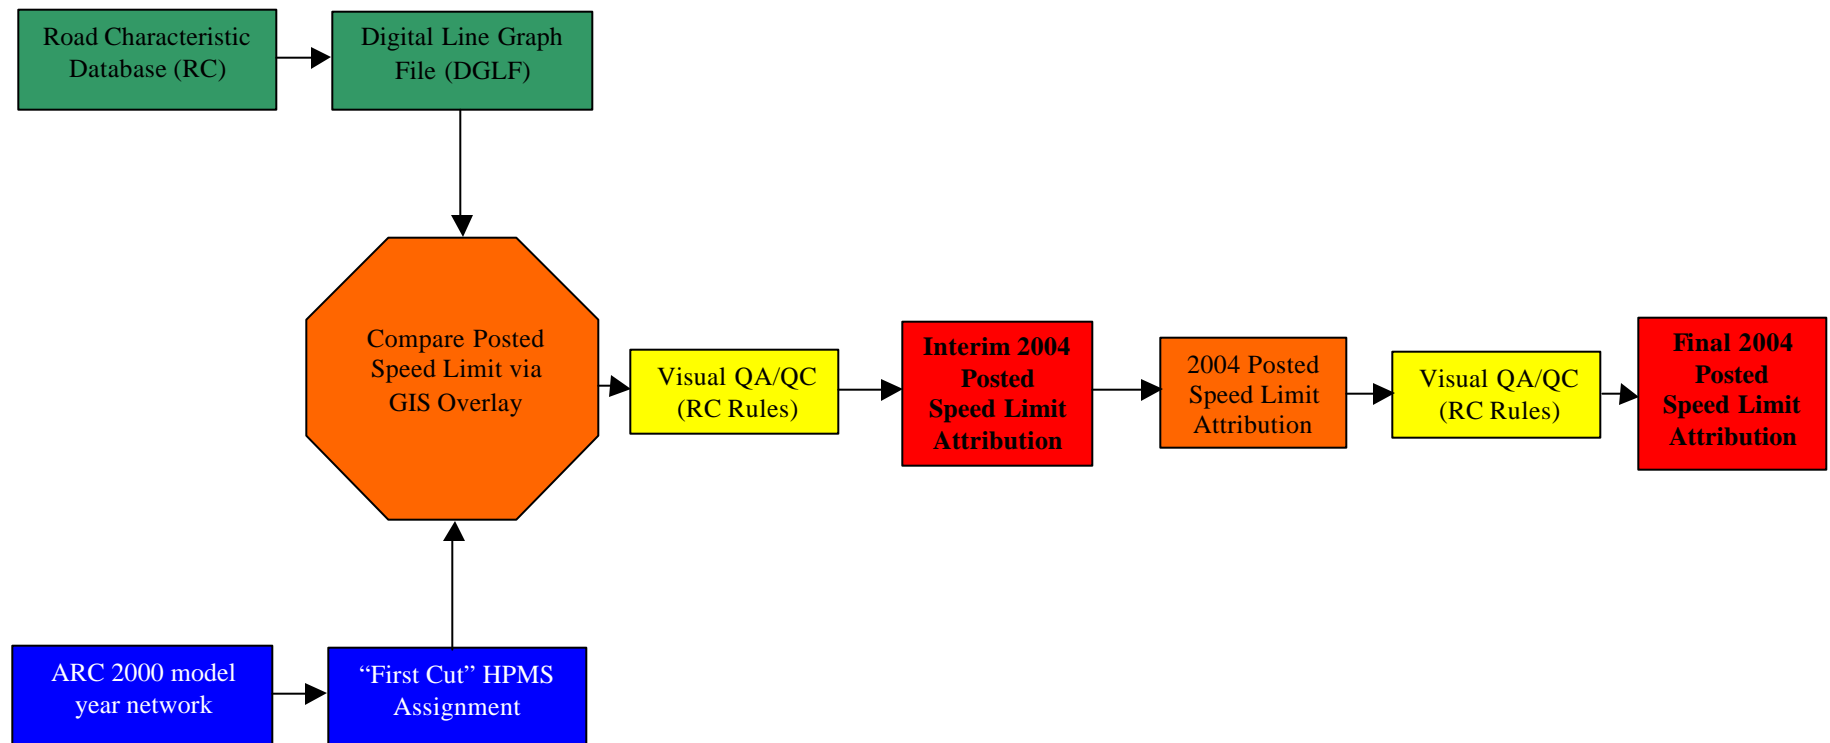 Road Characteristic
Database (RC)
Digital Line Graph
File (DGLF)
Compare Posted
Speed Limit via
GIS Overlay
Visual QA/QC
(RC Rules)
Interim 2004
Posted
Speed Limit
Attribution
2004 Posted
Speed Limit
Attribution
Visual QA/QC
(RC Rules)
Final 2004
Posted
Speed Limit
Attribution
ARC 2000 model
year network
“First Cut” HPMS
Assignment